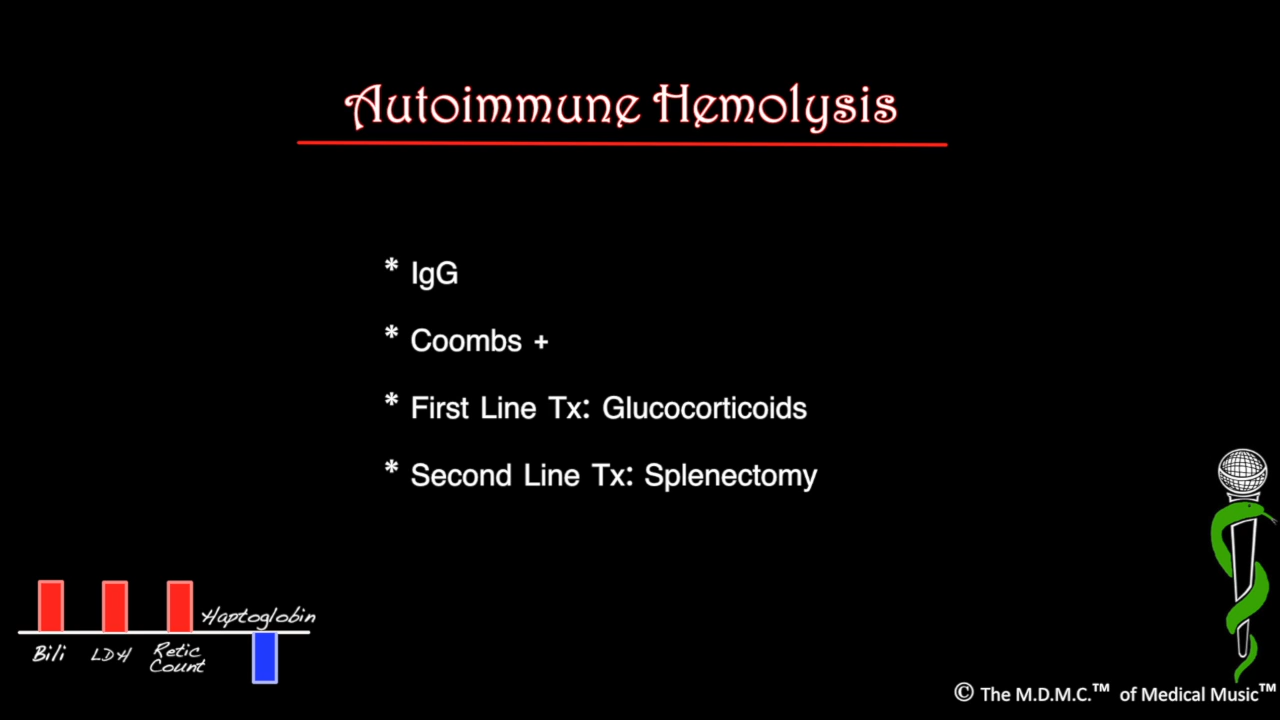 Autoimmune Hemolysis
* IgG
* Coombs +
* First Line Tx: Glucocorticoids
* Second Line Tx: Splenectomy
Haptoglobin
Bili
LDH
Retic
Count
© The M.D.M.C.™ of Medical Music™